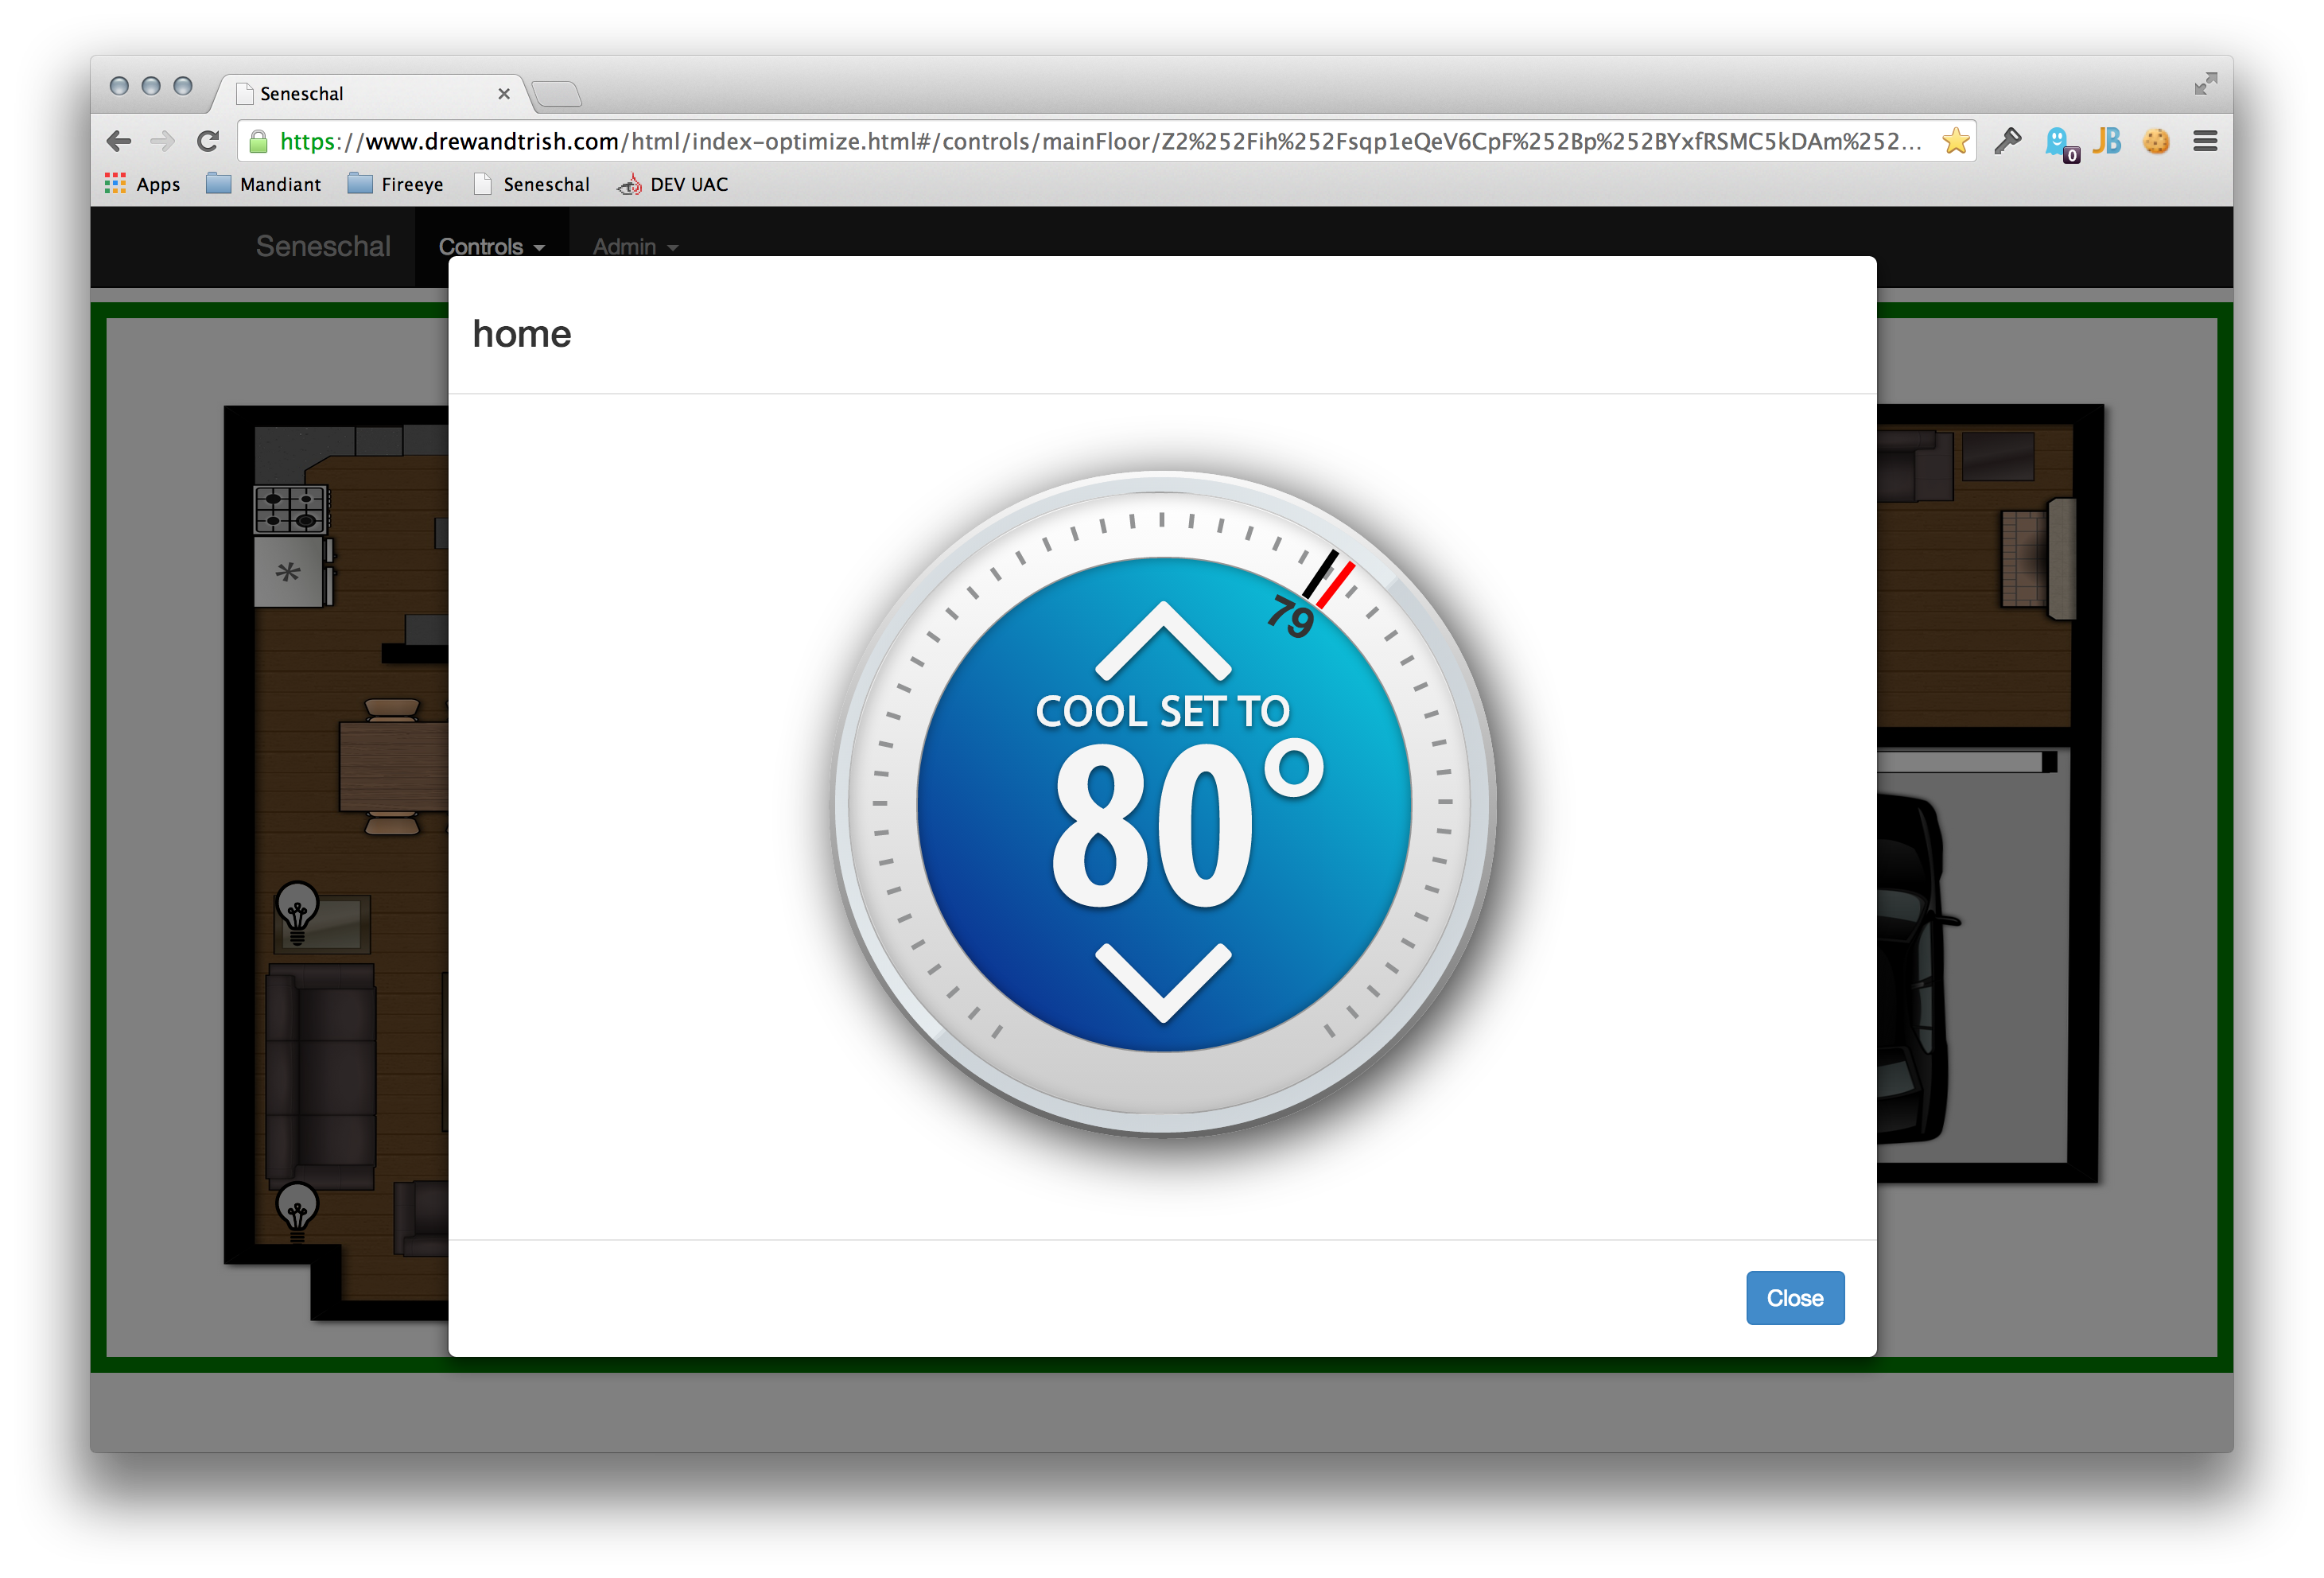 Seneschal
https://www.drewandtrish.com/html/index-optimize.html#/controls/mainFloor/Z2%252Fih%252Fsqp1eQeV6CpF%252Bp%252BYxfRSMC5kDAm%252...
0
JB
Apps Mandiant Fireeye Seneschal DEV UAC
Seneschal Controls Admin
home
79
COOL SET TO
80°
Close